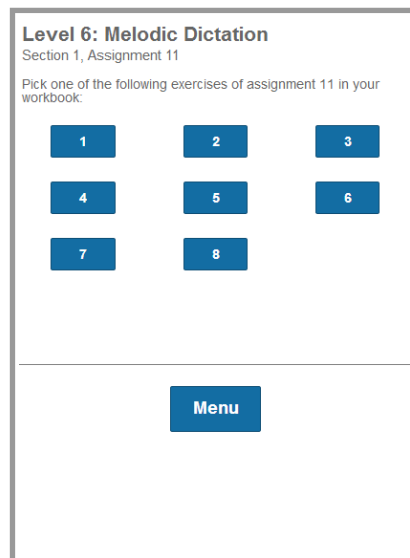 Level 6: Melodic Dictation
Section 1, Assignment 11
Pick one of the following exercises of assignment 11 in your
workbook:
1 2 3
4 5 6
7 8
Menu